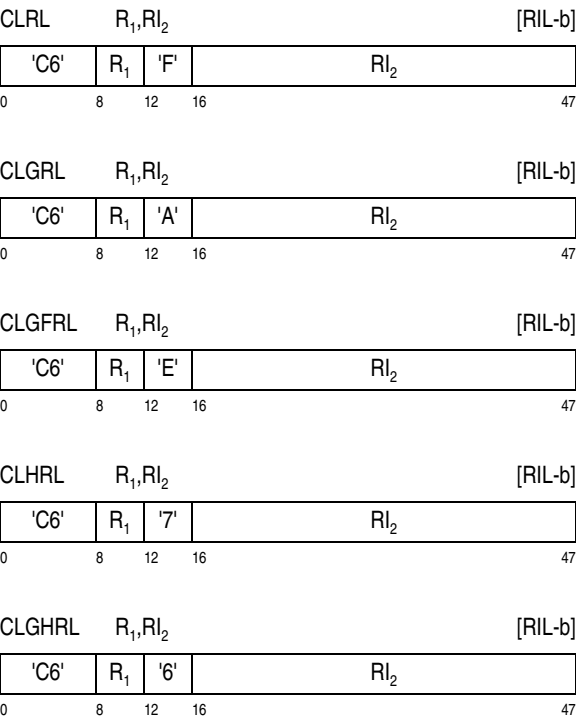 CLRL R₁,RI₂ [RIL-b]
'C6' R₁ 'F' RI₂
0 8 12 16 47
CLGRL R₁,RI₂ [RIL-b]
'C6' R₁ 'A' RI₂
0 8 12 16 47
CLGFRL R₁,RI₂ [RIL-b]
'C6' R₁ 'E' RI₂
0 8 12 16 47
CLHRL R₁,RI₂ [RIL-b]
'C6' R₁ '7' RI₂
0 8 12 16 47
CLGHRL R₁,RI₂ [RIL-b]
'C6' R₁ '6' RI₂
0 8 12 16 47